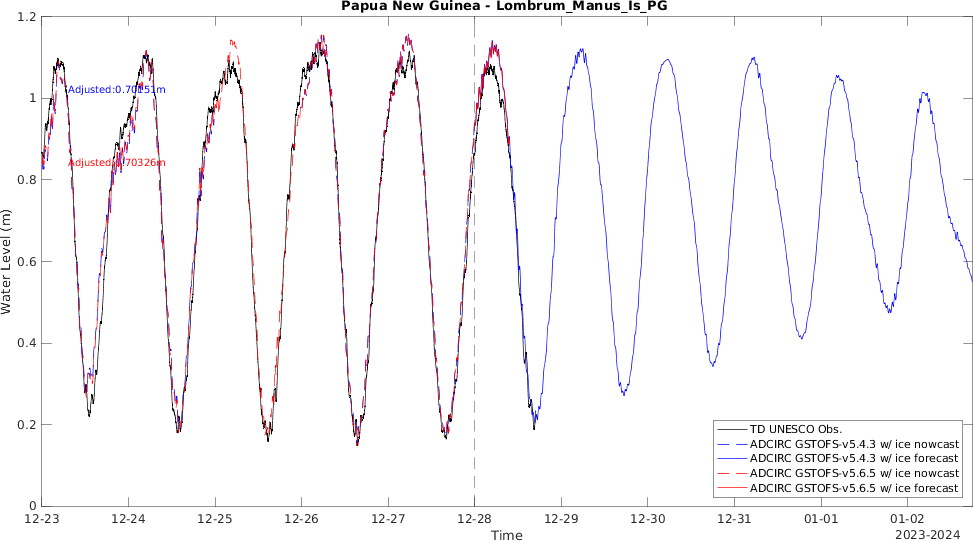 Papua New Guinea - Lombrum_Manus_Is_PG
1.2
1
0.8
0.6
0.4
0.2
0
Water Level (m)
Adjusted:0.70151m
Adjusted:0.70326m
TD UNESCO Obs.
ADCIRC GSTOFS-v5.4.3 w/ ice nowcast
ADCIRC GSTOFS-v5.4.3 w/ ice forecast
ADCIRC GSTOFS-v5.6.5 w/ ice nowcast
ADCIRC GSTOFS-v5.6.5 w/ ice forecast
12-23 12-24 12-25 12-26 12-27 12-28 12-29 12-30 12-31 01-01 01-02
Time
2023-2024